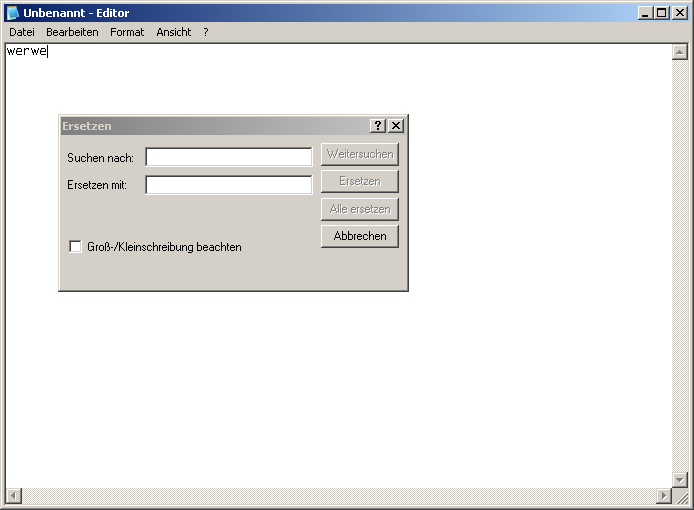 Unbenannt - Editor
Datei Bearbeiten Format Ansicht ?
werwe
Ersetzen
Suchen nach: Weitersuchen
Ersetzen mit: Ersetzen
Alle ersetzen
Abbrechen
Groß-/Kleinschreibung beachten